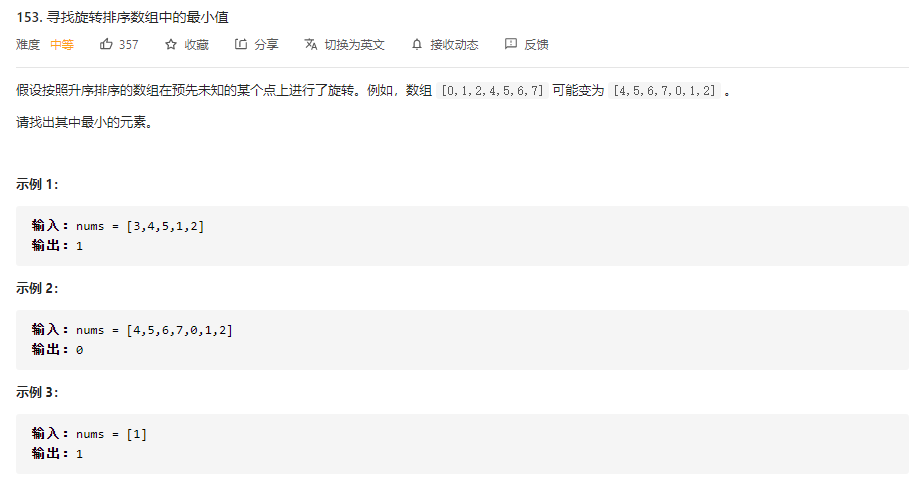 153. 寻找旋转排序数组中的最小值
难度 中等 357 收藏 分享 切换为英文 接收动态 反馈
假设按照升序排序的数组在预先未知的某个点上进行了旋转。例如，数组 [0,1,2,4,5,6,7] 可能变为 [4,5,6,7,0,1,2] 。
请找出其中最小的元素。
示例 1：
输入：nums = [3,4,5,1,2]
输出：1
示例 2：
输入：nums = [4,5,6,7,0,1,2]
输出：0
示例 3：
输入：nums = [1]
输出：1